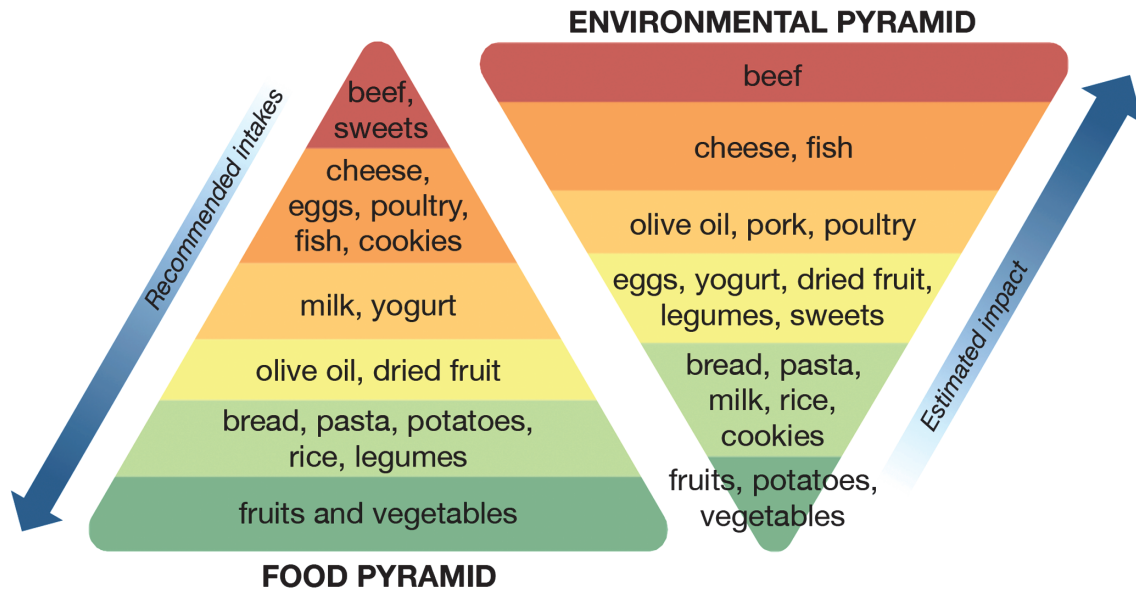 ENVIRONMENTAL PYRAMID
Recommended intakes
beef,
sweets
cheese,
eggs, poultry,
fish, cookies
milk, yogurt
olive oil, dried fruit
bread, pasta, potatoes,
rice, legumes
fruits and vegetables
FOOD PYRAMID
beef
cheese, fish
olive oil, pork, poultry
eggs, yogurt, dried fruit,
legumes, sweets
bread, pasta,
milk, rice,
cookies
fruits, potatoes,
vegetables
Estimated impact